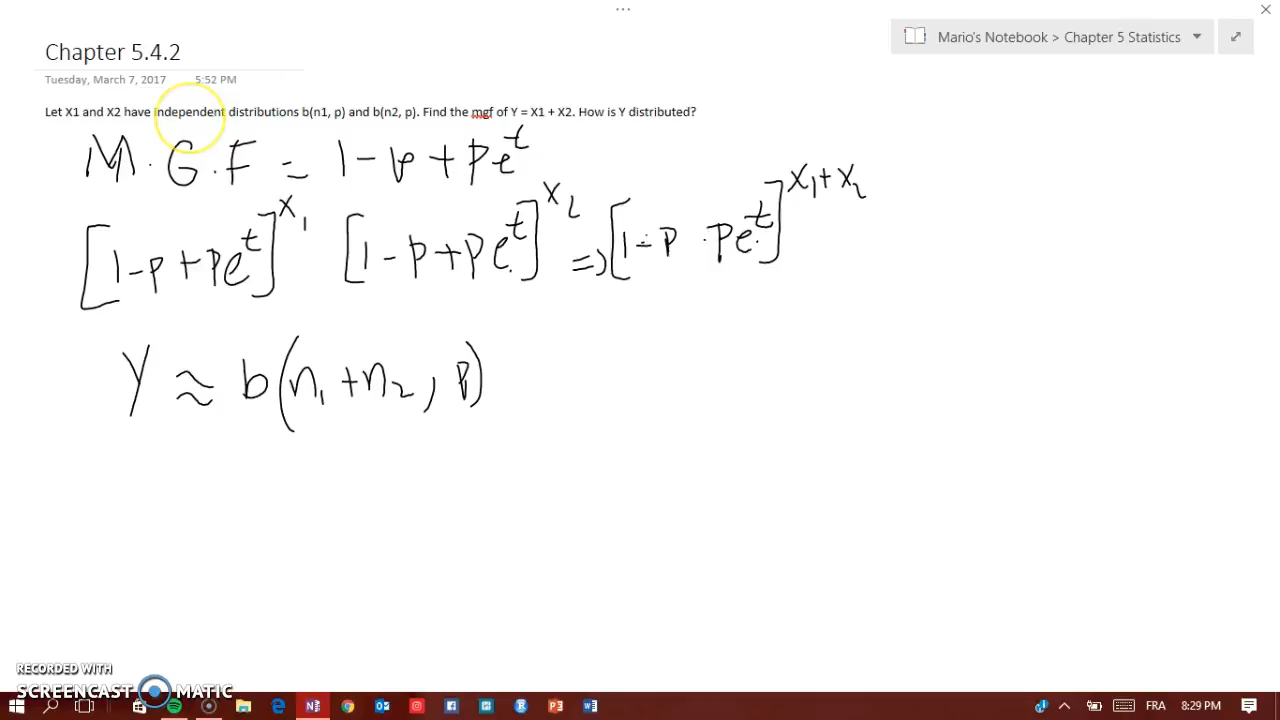 Mario's Notebook > Chapter 5 Statistics
Chapter 5.4.2
Tuesday, March 7, 2017 5:52 PM
Let X1 and X2 have independent distributions b(n1, p) and b(n2, p). Find the mgf of Y = X1 + X2. How is Y distributed?
M.G.F = 1 - p + pe^t
[1 - p + pe^t]^X1 [1 - p + pe^t]^X2 => [1 - p · pe^t]^X1+X2
Y ≈ b(n1 + n2, p)
RECORDED WITH
SCREENCAST MATIC
FRA 8:29 PM